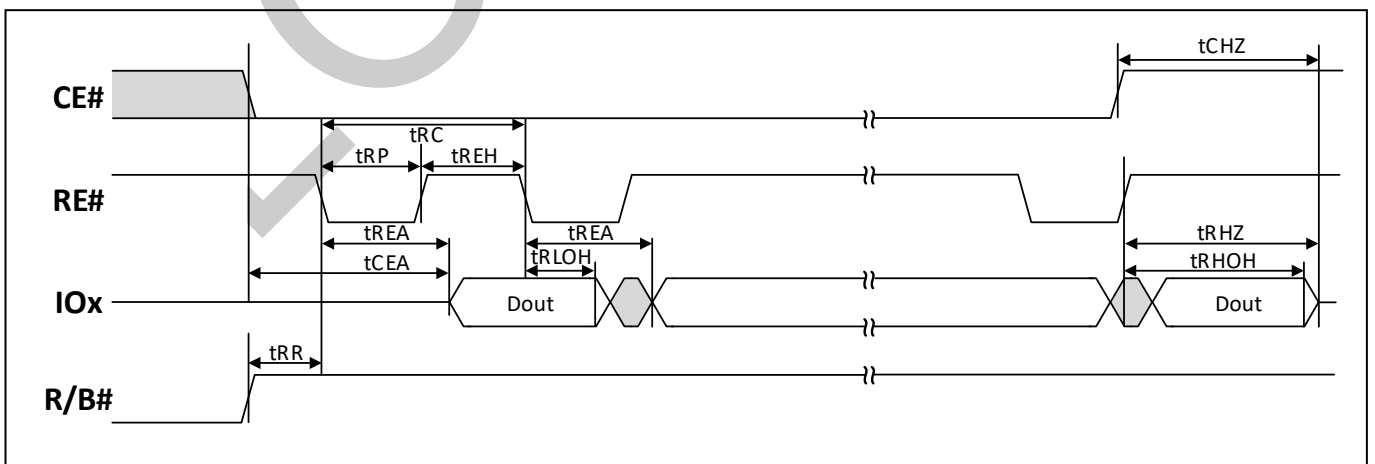 tCHZ
CE#
tRC
tRP
tREH
RE#
tREA
tREA
tRHZ
tCEA
tRLOH
tRHOH
IOx
Dout
Dout
tRR
R/B#